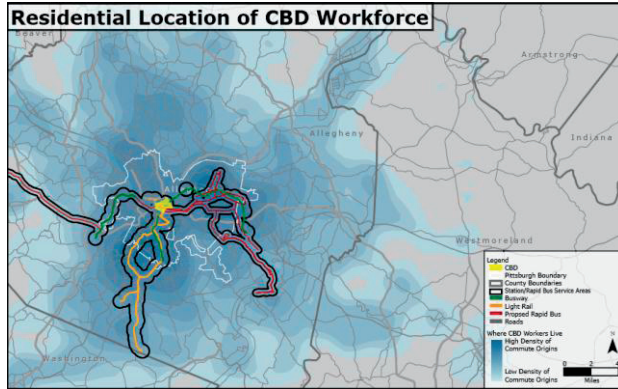 Residential Location of CBD Workforce
Beaver
Armstrong
Indiana
Allegheny
Westmoreland
Washington
Legend
CBD
Pittsburgh Boundary
County Boundaries
Station/Rapid Bus Service Areas
Busway
Light Rail
Propsed Rapid Bus
Roads
Where CBD Workers Live
High Density of
Commute Origins
Low Density of
Commute Origins
N
0 2 4
Miles